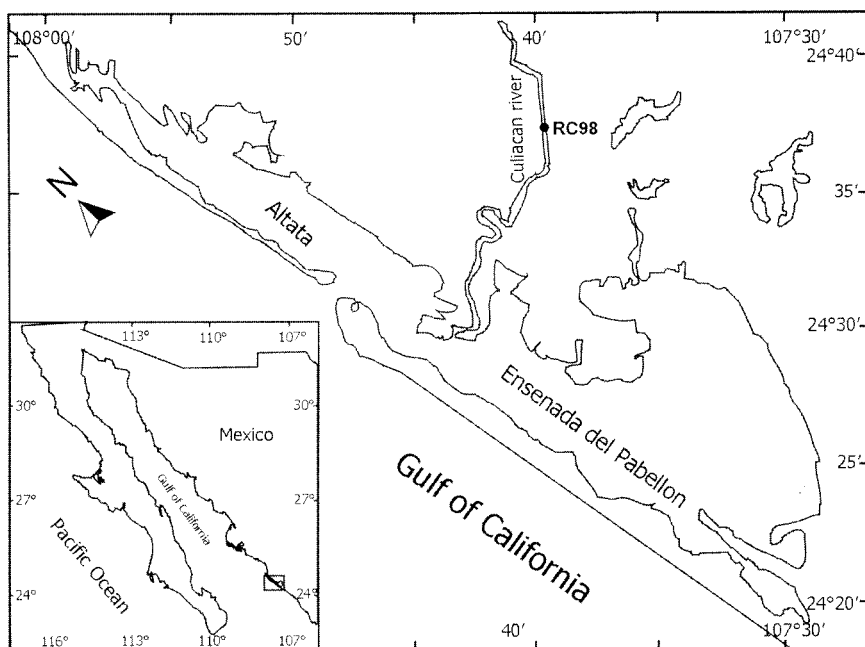 108°00'
50'
40'
107°30'
24°40'
Culiacan river
RC98
N
35'
Altata
24°30'
Ensenada del Pabellon
25'
Gulf of California
24°20'
40'
107°30'
113°
110°
107°
30°
30°
Mexico
Gulf of California
27°
27°
Pacific Ocean
24°
24°
116°
113°
110°
107°